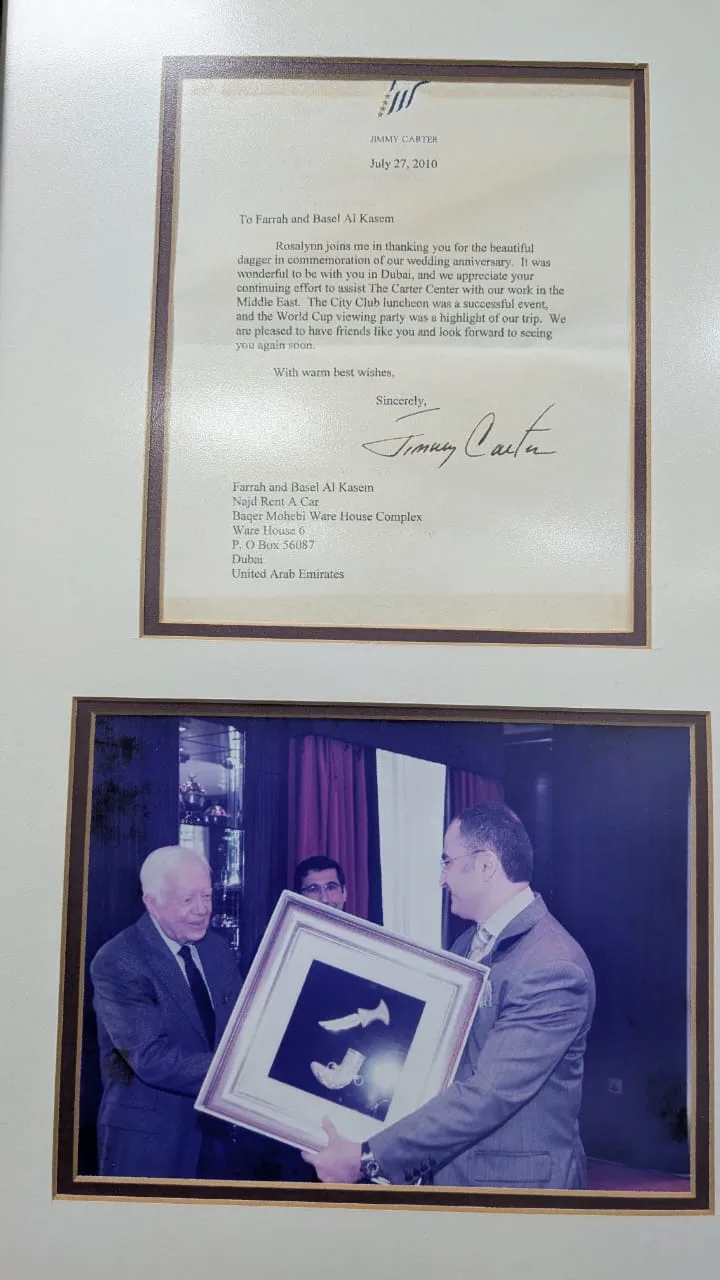 JIMMY CARTER
July 27, 2010
To Farrah and Basel Al Kasem
Rosalynn joins me in thanking you for the beautiful
dagger in commemoration of our wedding anniversary. It was
wonderful to be with you in Dubai, and we appreciate your
continuing effort to assist The Carter Center with our work in the
Middle East. The City Club luncheon was a successful event,
and the World Cup viewing party was a highlight of our trip. We
are pleased to have friends like you and look forward to seeing
you again soon.
With warm best wishes,
Sincerely,
Jimmy Carter
Farrah and Basel Al Kasem
Najd Rent A Car
Baqer Mohebi Ware House Complex
Ware House 6
P. O Box 56087
Dubai
United Arab Emirates